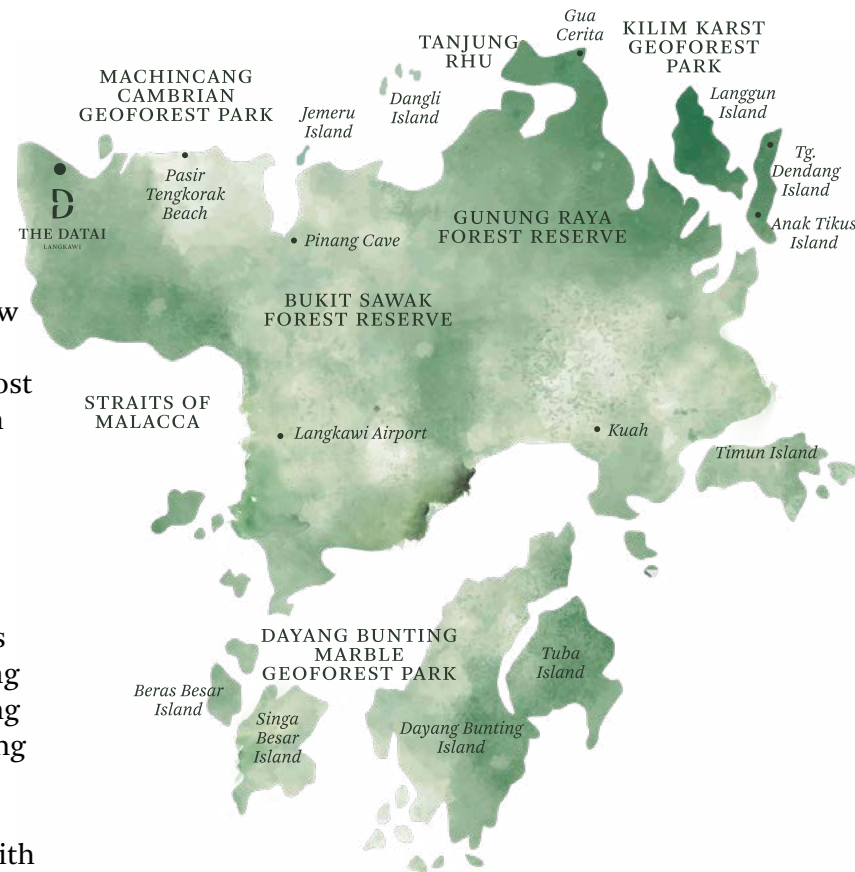 Gua
Cerita
TANJUNG
RHU
KILIM KARST
GEOFOREST
PARK
MACHINCANG
CAMBRIAN
GEOFOREST PARK
Dangli
Island
Jemeru
Island
Langgun
Island
Tg.
Dendang
Island
Pasir
Tengkorak
Beach
THE DATAI
LANGKAWI
Anak Tikus
Island
GUNUNG RAYA
FOREST RESERVE
Pinang Cave
BUKIT SAWAK
FOREST RESERVE
STRAITS OF
MALACCA
Langkawi Airport
Kuah
Timun Island
DAYANG BUNTING
MARBLE
GEOFOREST PARK
Tuba
Island
Beras Besar
Island
Singa
Besar
Island
Dayang Bunting
Island